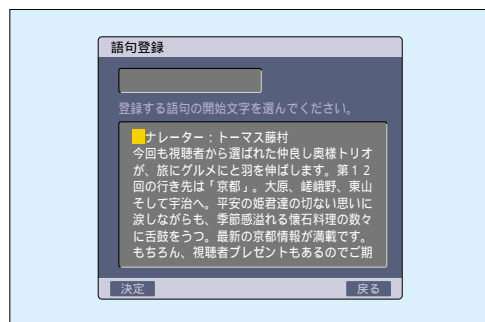 語句登録
登録する語句の開始文字を選んでください。
ナレーター：トーマス藤村
今回も視聴者から選ばれた仲良し奥様トリオ
が、旅にグルメにと羽を伸ばします。第１２
回の行き先は「京都」。大原、嵯峨野、東山
そして宇治へ。平安の姫君達の切ない思いに
涙しながらも、季節感溢れる懐石料理の数々
に舌鼓をうつ。最新の京都情報が満載です。
もちろん、視聴者プレゼントもあるのでご期
決定
戻る